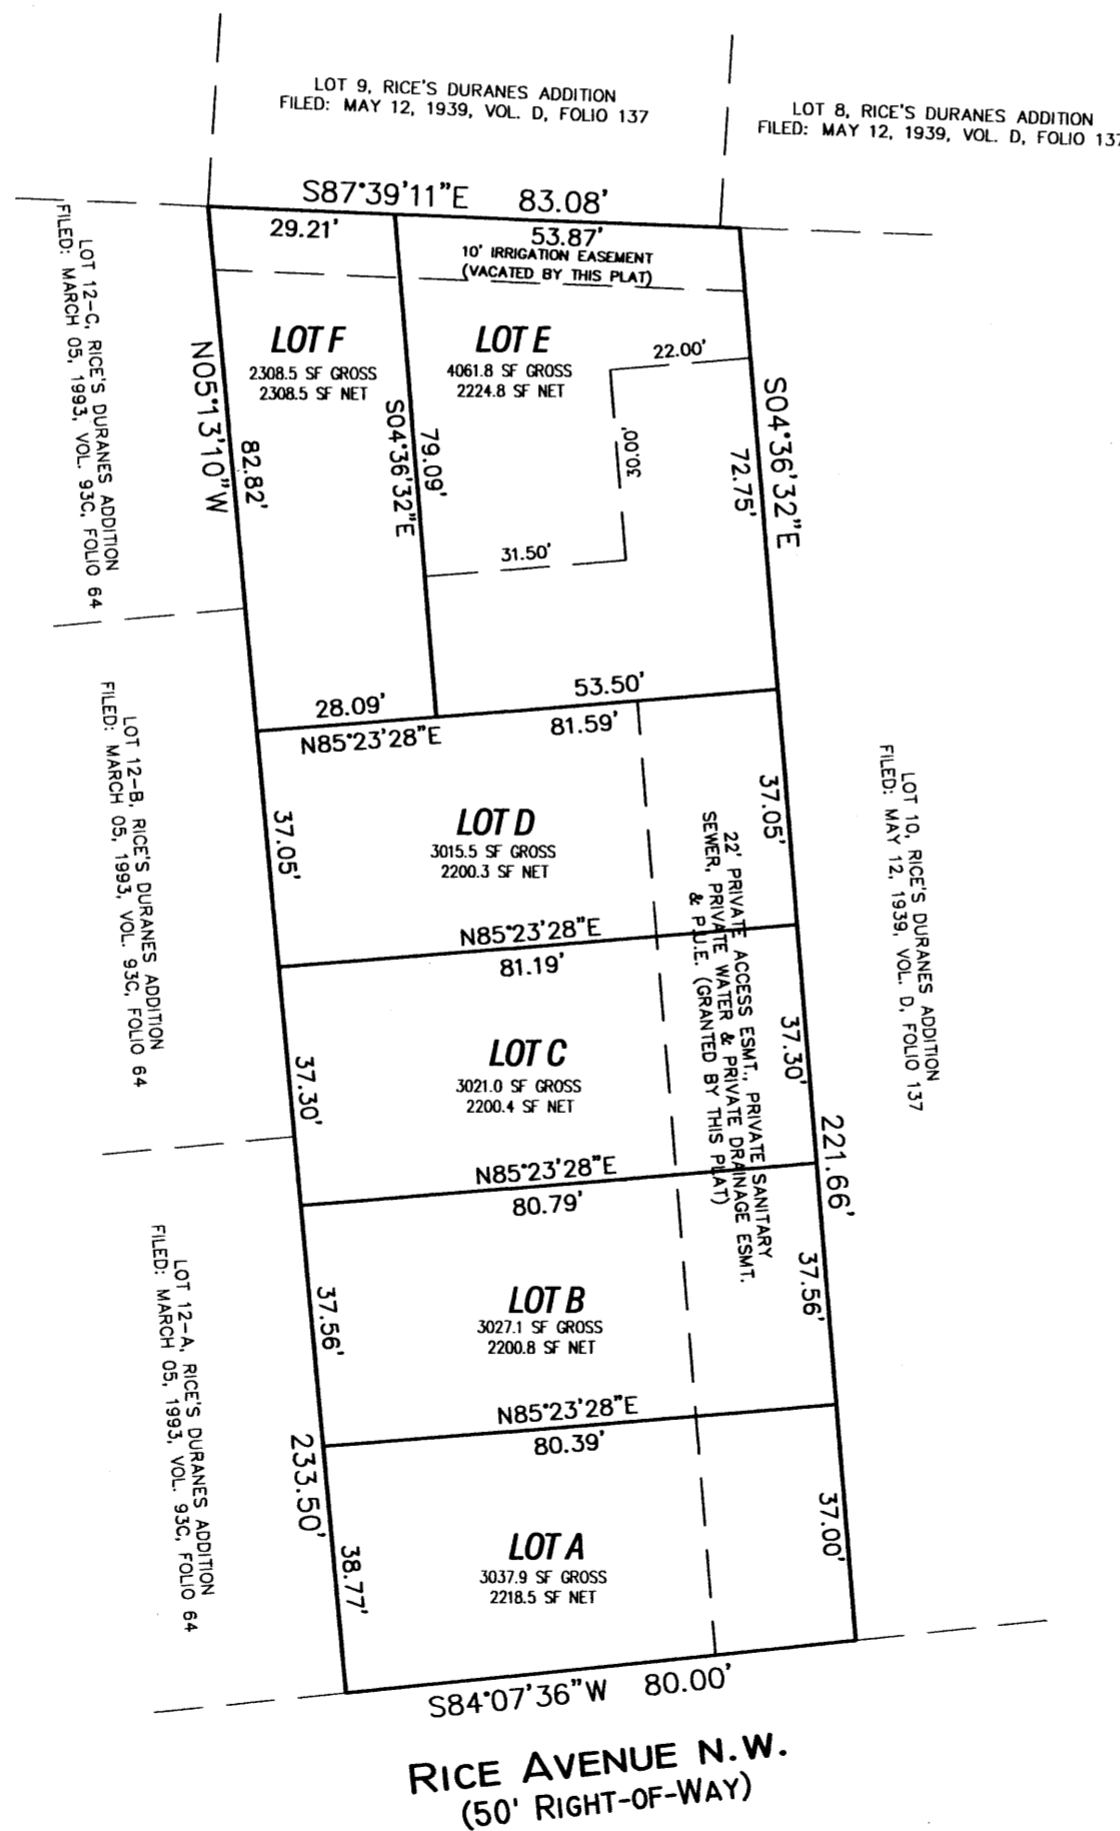 LOT 9, RICE'S DURANES ADDITION
FILED: MAY 12, 1939, VOL. D, FOLIO 137
LOT 8, RICE'S DURANES ADDITION
FILED: MAY 12, 1939, VOL. D, FOLIO 137
S87°39'11"E 83.08'
29.21'
53.87'
10' IRRIGATION EASEMENT
(VACATED BY THIS PLAT)
LOT 12-C, RICE'S DURANES ADDITION
FILED: MARCH 05, 1993, VOL. 93C, FOLIO 64
N05°13'10"W
82.82'
LOT F
2308.5 SF GROSS
2308.5 SF NET
S04°36'32"E
79.09'
LOT E
4061.8 SF GROSS
2224.8 SF NET
22.00'
30.00'
31.50'
72.75'
S04°36'32"E
28.09'
53.50'
N85°23'28"E
81.59'
LOT 12-B, RICE'S DURANES ADDITION
FILED: MARCH 05, 1993, VOL. 93C, FOLIO 64
37.05'
LOT D
3015.5 SF GROSS
2200.3 SF NET
37.05'
22' PRIVATE ACCESS ESMT., PRIVATE SANITARY
SEWER, PRIVATE WATER & PRIVATE DRAINAGE ESMT.
& P.U.E. (GRANTED BY THIS PLAT)
LOT 10, RICE'S DURANES ADDITION
FILED: MAY 12, 1939, VOL. D, FOLIO 137
N85°23'28"E
81.19'
37.30'
LOT C
3021.0 SF GROSS
2200.4 SF NET
37.30'
221.66'
N85°23'28"E
80.79'
LOT 12-A, RICE'S DURANES ADDITION
FILED: MARCH 05, 1993, VOL. 93C, FOLIO 64
37.56'
LOT B
3027.1 SF GROSS
2200.8 SF NET
37.56'
N85°23'28"E
80.39'
233.50'
38.77'
LOT A
3037.9 SF GROSS
2218.5 SF NET
37.00'
S84°07'36"W 80.00'
RICE AVENUE N.W.
(50' RIGHT-OF-WAY)